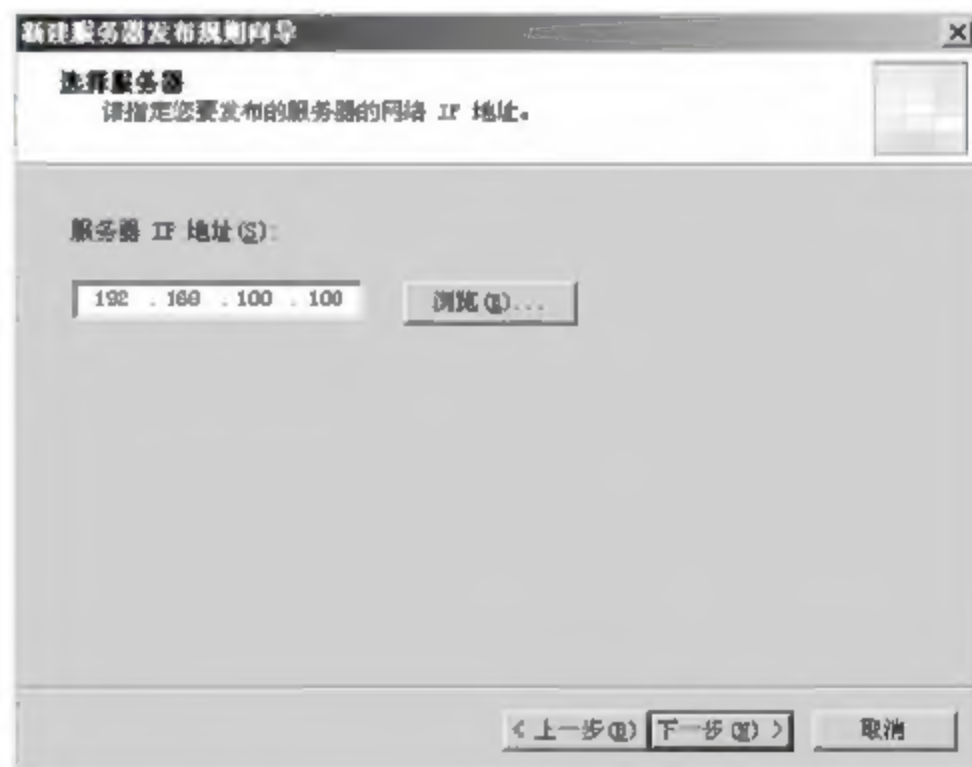 新建服务器发布规则向导
选择服务器
请指定您要发布的服务器的网络 IP 地址。
服务器 IP 地址(S):
192 . 168 . 100 . 100
浏览(R)...
< 上一步(B) 下一步(N) > 取消